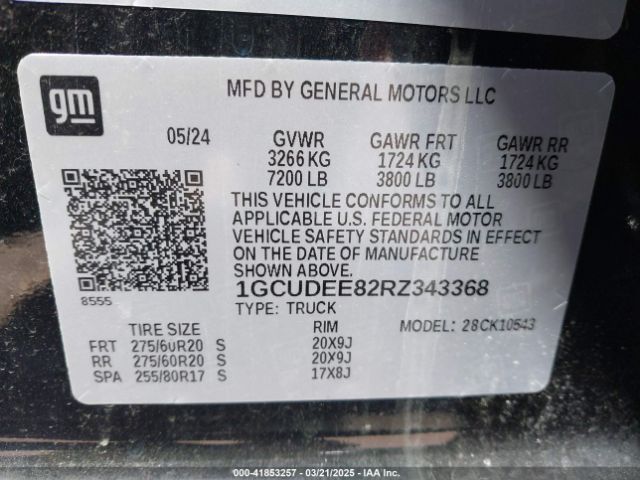 gm
MFD BY GENERAL MOTORS LLC
05/24 GVWR GAWR FRT GAWR RR
3266 KG 1724 KG 1724 KG
7200 LB 3800 LB 3800 LB
THIS VEHICLE CONFORMS TO ALL
APPLICABLE U.S. FEDERAL MOTOR
VEHICLE SAFETY STANDARDS IN EFFECT
ON THE DATE OF MANUFACTURE
SHOWN ABOVE.
8555 1GCUDEE82RZ343368
TYPE: TRUCK MODEL: 28CK10543
TIRE SIZE RIM
FRT 275/60R20 S 20X9J
RR 275/60R20 S 20X9J
SPA 255/80R17 S 17X8J
000-41853257 - 03/21/2025 - IAA Inc.